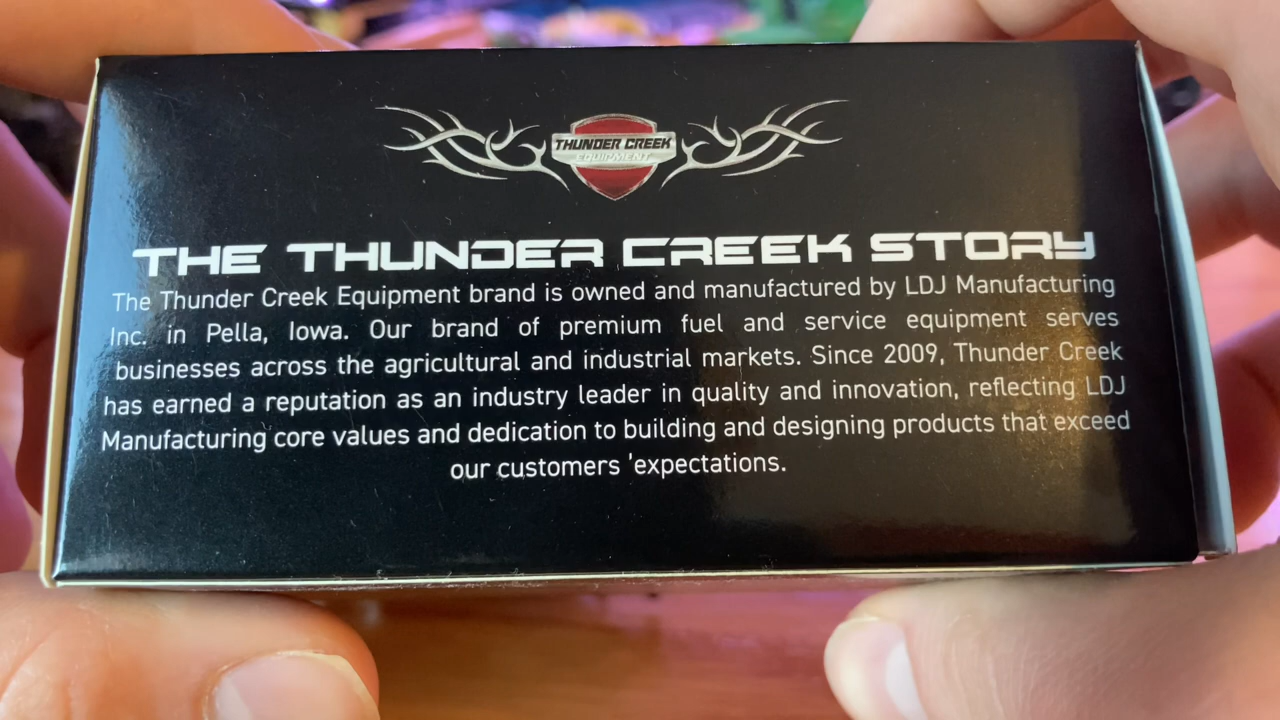 THUNDER CREEK
EQUIPMENT
THE THUNDER CREEK STORY
The Thunder Creek Equipment brand is owned and manufactured by LDJ Manufacturing
Inc. in Pella, Iowa. Our brand of premium fuel and service equipment serves
businesses across the agricultural and industrial markets. Since 2009, Thunder Creek
has earned a reputation as an industry leader in quality and innovation, reflecting LDJ
Manufacturing core values and dedication to building and designing products that exceed
our customers 'expectations.